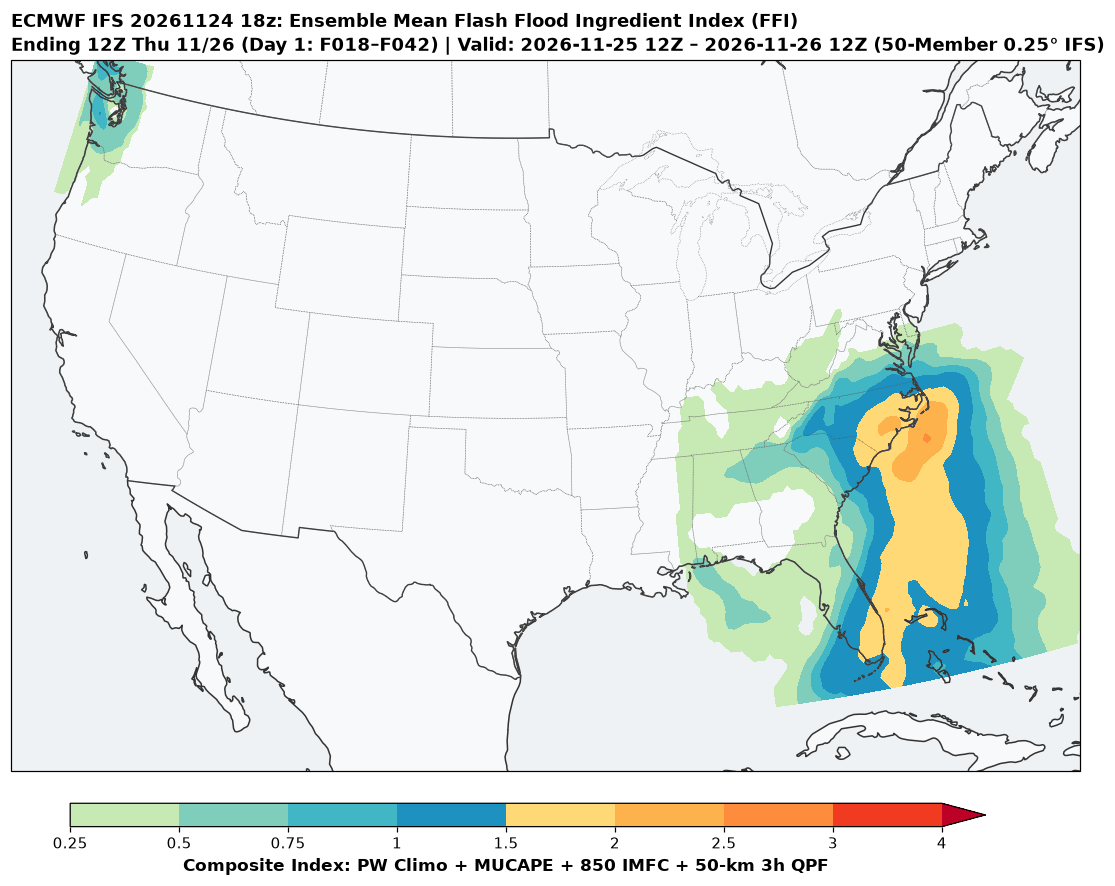 ECMWF IFS 20261124 18z: Ensemble Mean Flash Flood Ingredient Index (FFI)
Ending 12Z Thu 11/26 (Day 1: F018–F042) | Valid: 2026-11-25 12Z – 2026-11-26 12Z (50-Member 0.25° IFS)
0.25 0.5 0.75 1 1.5 2 2.5 3 4
Composite Index: PW Climo + MUCAPE + 850 IMFC + 50-km 3h QPF